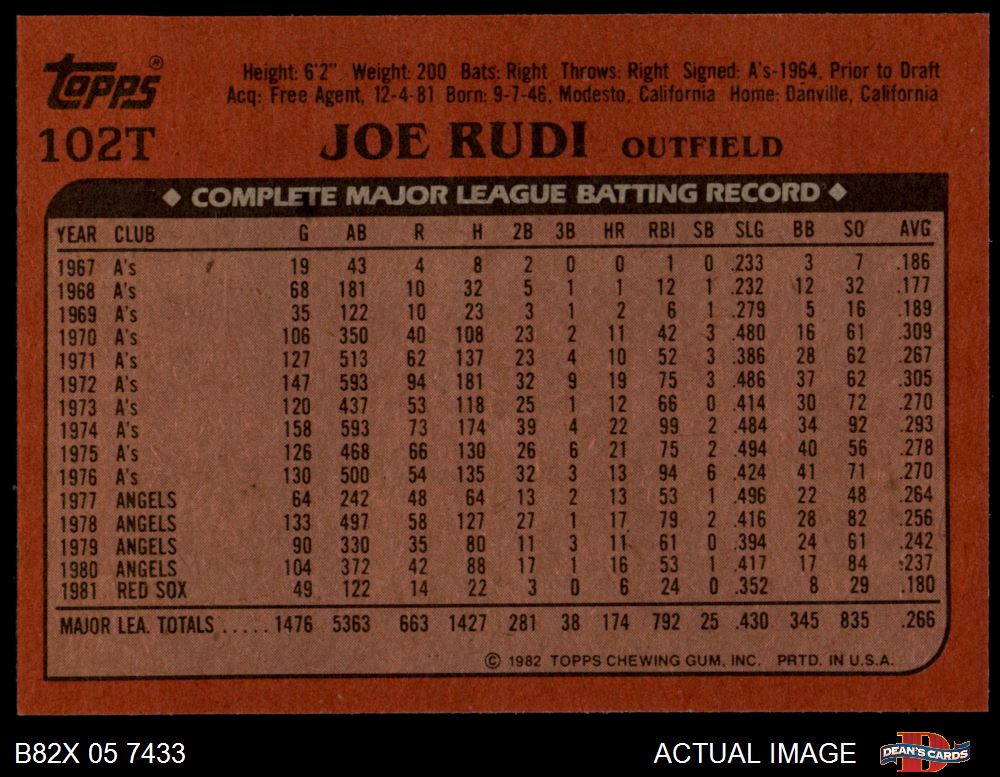 Topps®
Height: 6'2" Weight: 200 Bats: Right Throws: Right Signed: A's-1964, Prior to Draft
Acq: Free Agent, 12-4-81 Born: 9-7-46, Modesto, California Home: Danville, California
102T JOE RUDI OUTFIELD
◆ COMPLETE MAJOR LEAGUE BATTING RECORD ◆
YEAR CLUB G AB R H 2B 3B HR RBI SB SLG BB SO AVG
1967 A's 19 43 4 8 2 0 0 1 0 .233 3 7 .186
1968 A's 68 181 10 32 5 1 1 12 1 .232 12 32 .177
1969 A's 35 122 10 23 3 1 2 6 1 .279 5 16 .189
1970 A's 106 350 40 108 23 2 11 42 3 .480 16 61 .309
1971 A's 127 513 62 137 23 4 10 52 3 .386 28 62 .267
1972 A's 147 593 94 181 32 9 19 75 3 .486 37 62 .305
1973 A's 120 437 53 118 25 1 12 66 0 .414 30 72 .270
1974 A's 158 593 73 174 39 4 22 99 2 .484 34 92 .293
1975 A's 126 468 66 130 26 6 21 75 2 .494 40 56 .278
1976 A's 130 500 54 135 32 3 13 94 6 .424 41 71 .270
1977 ANGELS 64 242 48 64 13 2 13 53 1 .496 22 48 .264
1978 ANGELS 133 497 58 127 27 1 17 79 2 .416 28 82 .256
1979 ANGELS 90 330 35 80 11 3 11 61 0 .394 24 61 .242
1980 ANGELS 104 372 42 88 17 1 16 53 1 .417 17 84 .237
1981 RED SOX 49 122 14 22 3 0 6 24 0 .352 8 29 .180
MAJOR LEA. TOTALS ..... 1476 5363 663 1427 281 38 174 792 25 .430 345 835 .266
© 1982 TOPPS CHEWING GUM, INC. PRTD. IN U.S.A.
B82X 05 7433 ACTUAL IMAGE DEAN'S CARDS